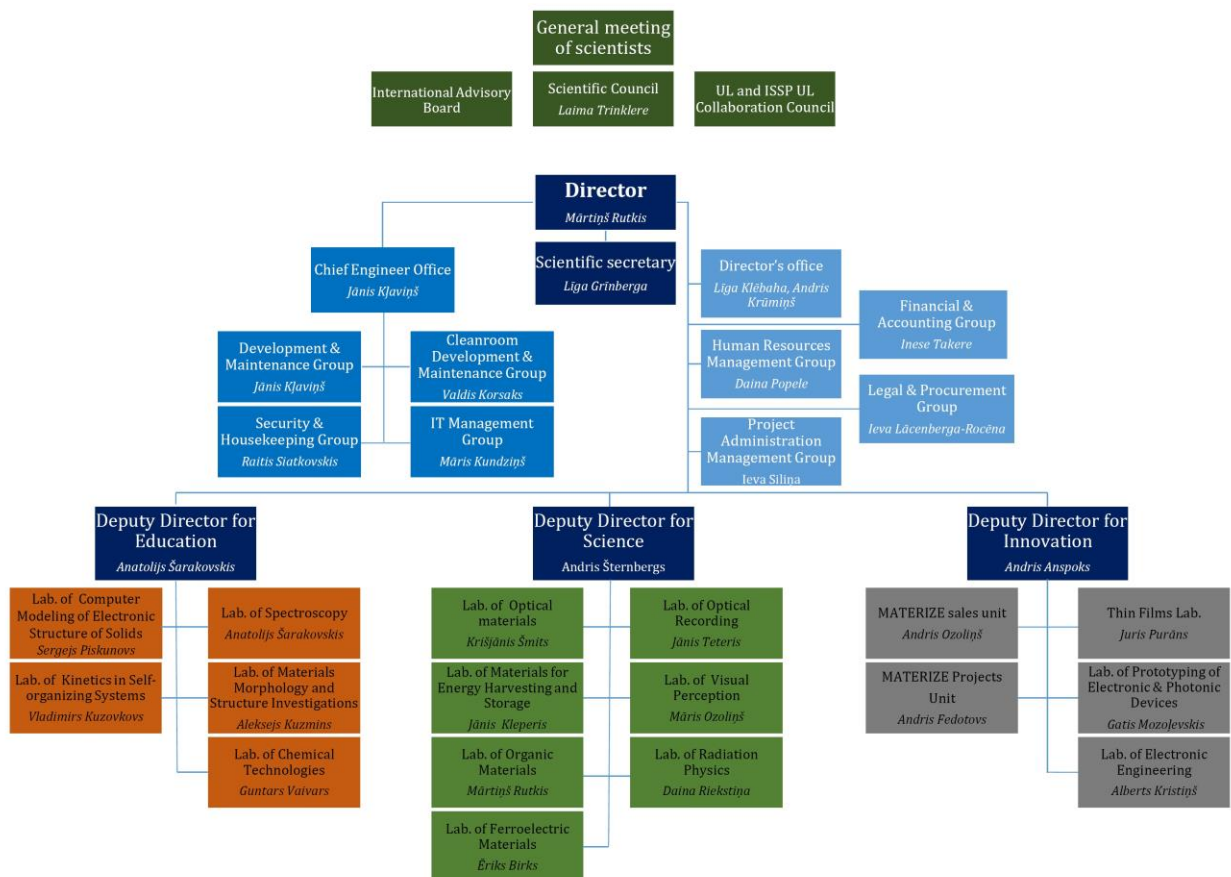 General meeting
of scientists
International Advisory
Board
Scientific Council
Laima Trinklere
UL and ISSP UL
Collaboration Council
Director
Mārtiņš Rutkis
Scientific secretary
Līga Grīnberga
Chief Engineer Office
Jānis Kļaviņš
Development &
Maintenance Group
Jānis Kļaviņš
Cleanroom
Development &
Maintenance Group
Valdis Korsaks
Security &
Housekeeping Group
Raitis Siatkovskis
IT Management
Group
Māris Kundziņš
Director's office
Līga Klēbaha, Andris
Krūmiņš
Financial &
Accounting Group
Inese Takere
Human Resources
Management Group
Daina Popele
Legal & Procurement
Group
Ieva Lācenberga-Rocēna
Project
Administration
Management Group
Ieva Siliņa
Deputy Director for
Education
Anatolijs Šarakovskis
Lab. of Computer
Modeling of Electronic
Structure of Solids
Sergejs Piskunovs
Lab. of Spectroscopy
Anatolijs Šarakovskis
Lab. of Kinetics in Self-
organizing Systems
Vladimirs Kuzovkovs
Lab. of Materials
Morphology and
Structure Investigations
Aleksejs Kuzmins
Lab. of Chemical
Technologies
Guntars Vaivars
Deputy Director for
Science
Andris Šternbergs
Lab. of Optical
materials
Krišjānis Šmits
Lab. of Optical
Recording
Jānis Teteris
Lab. of Materials for
Energy Harvesting and
Storage
Jānis Kleperis
Lab. of Visual
Perception
Māris Ozoliņš
Lab. of Organic
Materials
Mārtiņš Rutkis
Lab. of Radiation
Physics
Daina Riekstiņa
Lab. of Ferroelectric
Materials
Ēriks Birks
Deputy Director for
Innovation
Andris Anspoks
MATERIZE sales unit
Andris Ozoliņš
Thin Films Lab.
Juris Purāns
MATERIZE Projects
Unit
Andris Fedotovs
Lab. of Prototyping of
Electronic & Photonic
Devices
Gatis Mozoļevskis
Lab. of Electronic
Engineering
Alberts Kristiņš